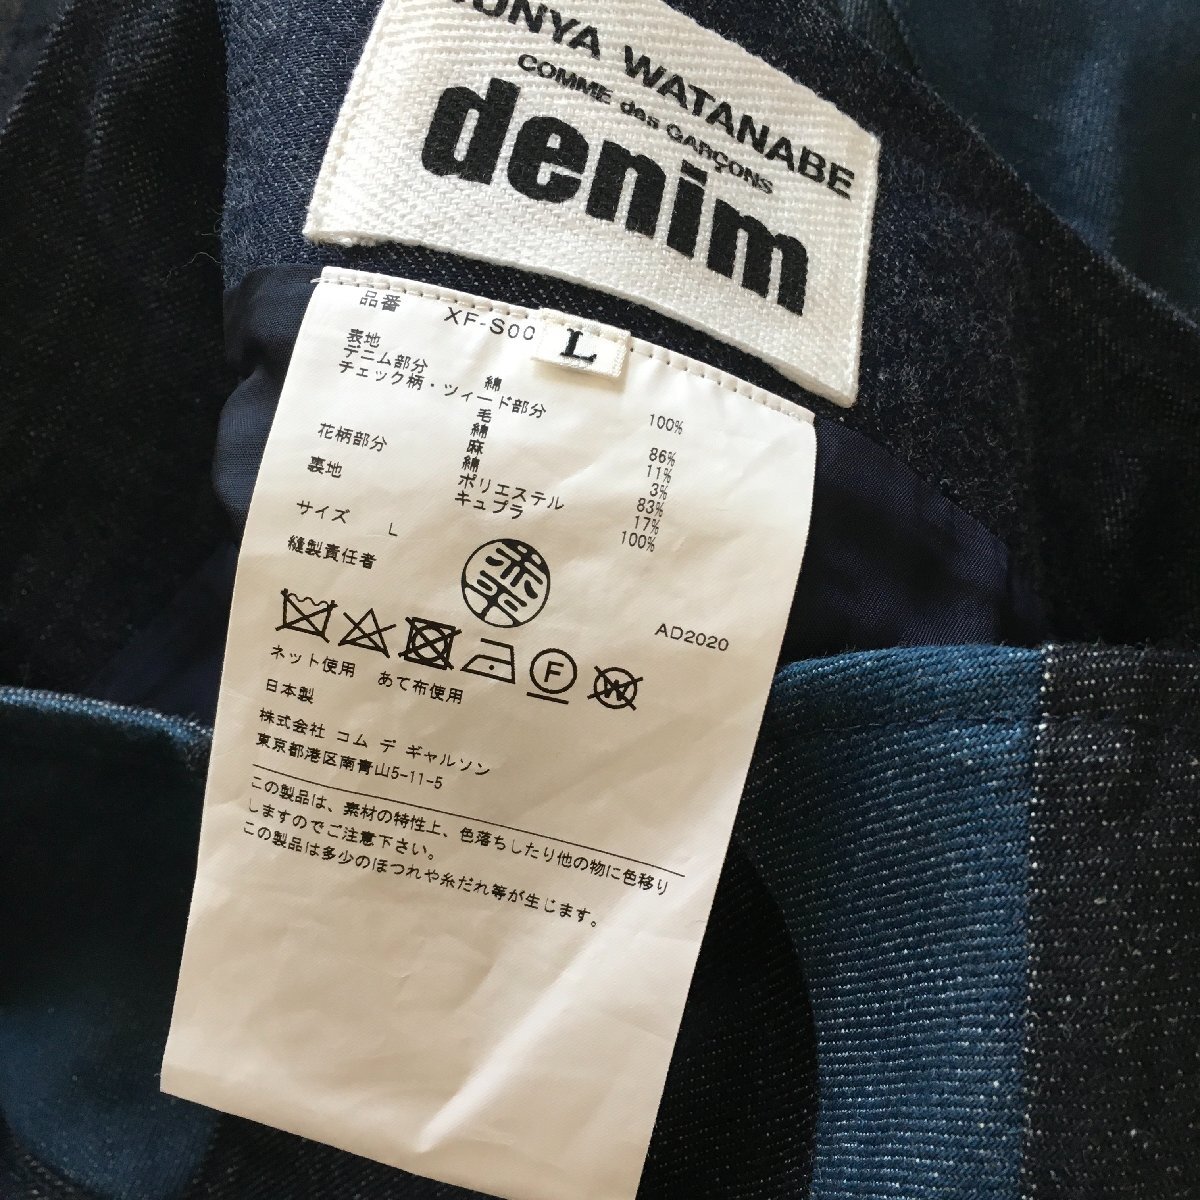 JUNYA WATANABE
COMME des GARÇONS
denim
L
品番 XF-S00
表地
デニム部分
綿 100%
チェック柄・ツィード部分
毛 86%
綿 11%
麻 3%
花柄部分 綿 83%
ポリエステル 17%
裏地 キュプラ 100%
サイズ L
縫製責任者
AD2020
F
W
ネット使用 あて布使用
日本製
株式会社 コム デ ギャルソン
東京都港区南青山5-11-5
この製品は、素材の特性上、色落ちしたり他の物に色移り
しますのでご注意下さい。
この製品は多少のほつれや糸だれ等が生じます。